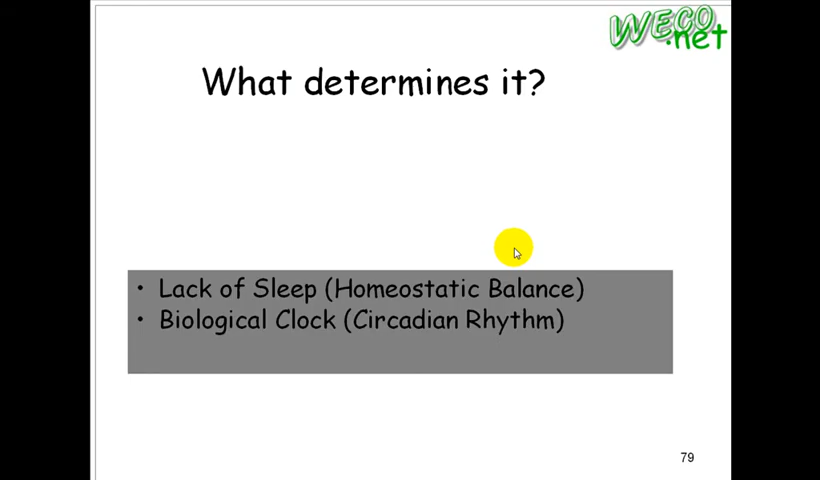 WECO
.net
What determines it?
• Lack of Sleep (Homeostatic Balance)
• Biological Clock (Circadian Rhythm)
79